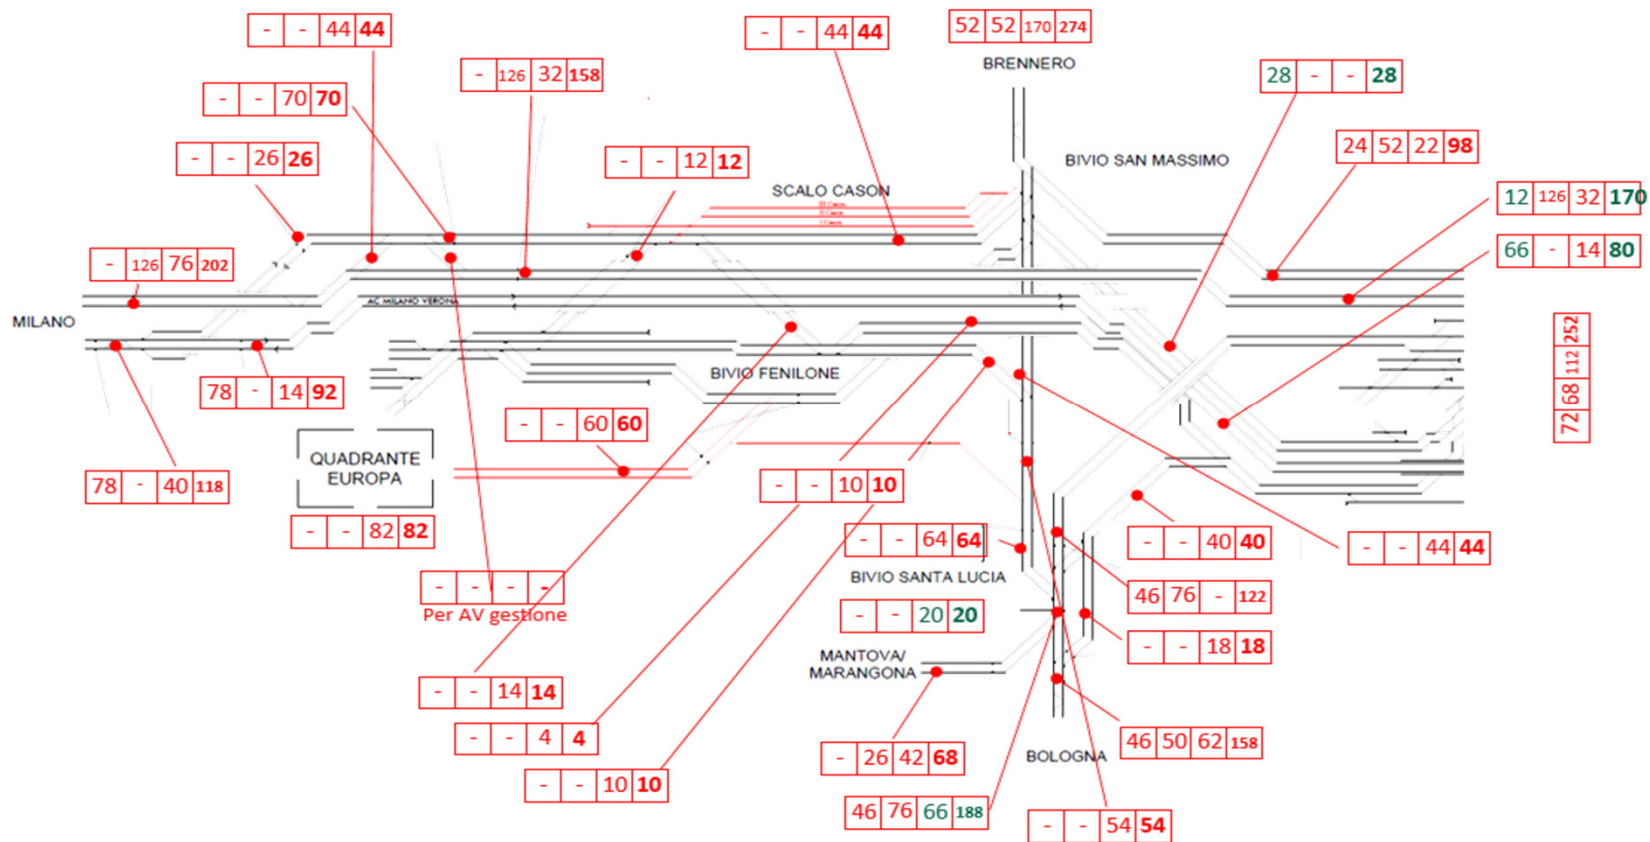 - - 44 44
- - 44 44
52 52 170 274
BRENNERO
- 126 32 158
28 - - 28
- - 70 70
24 52 22 98
- - 26 26
- - 12 12
BIVIO SAN MASSIMO
SCALO CASON
III Cason
II Cason
I Cason
12 126 32 170
66 - 14 80
- 126 76 202
AC MILANO VERONA
MILANO
72 68 112 252
BIVIO FENILONE
78 - 14 92
- - 60 60
QUADRANTE
EUROPA
78 - 40 118
- - 10 10
- - 82 82
- - 64 64
- - 40 40
- - 44 44
BIVIO SANTA LUCIA
- - - -
Per AV gestione
46 76 - 122
- - 20 20
- - 18 18
MANTOVA/
MARANGONA
- - 14 14
- - 4 4
46 50 62 158
- 26 42 68
BOLOGNA
- - 10 10
46 76 66 188
- - 54 54